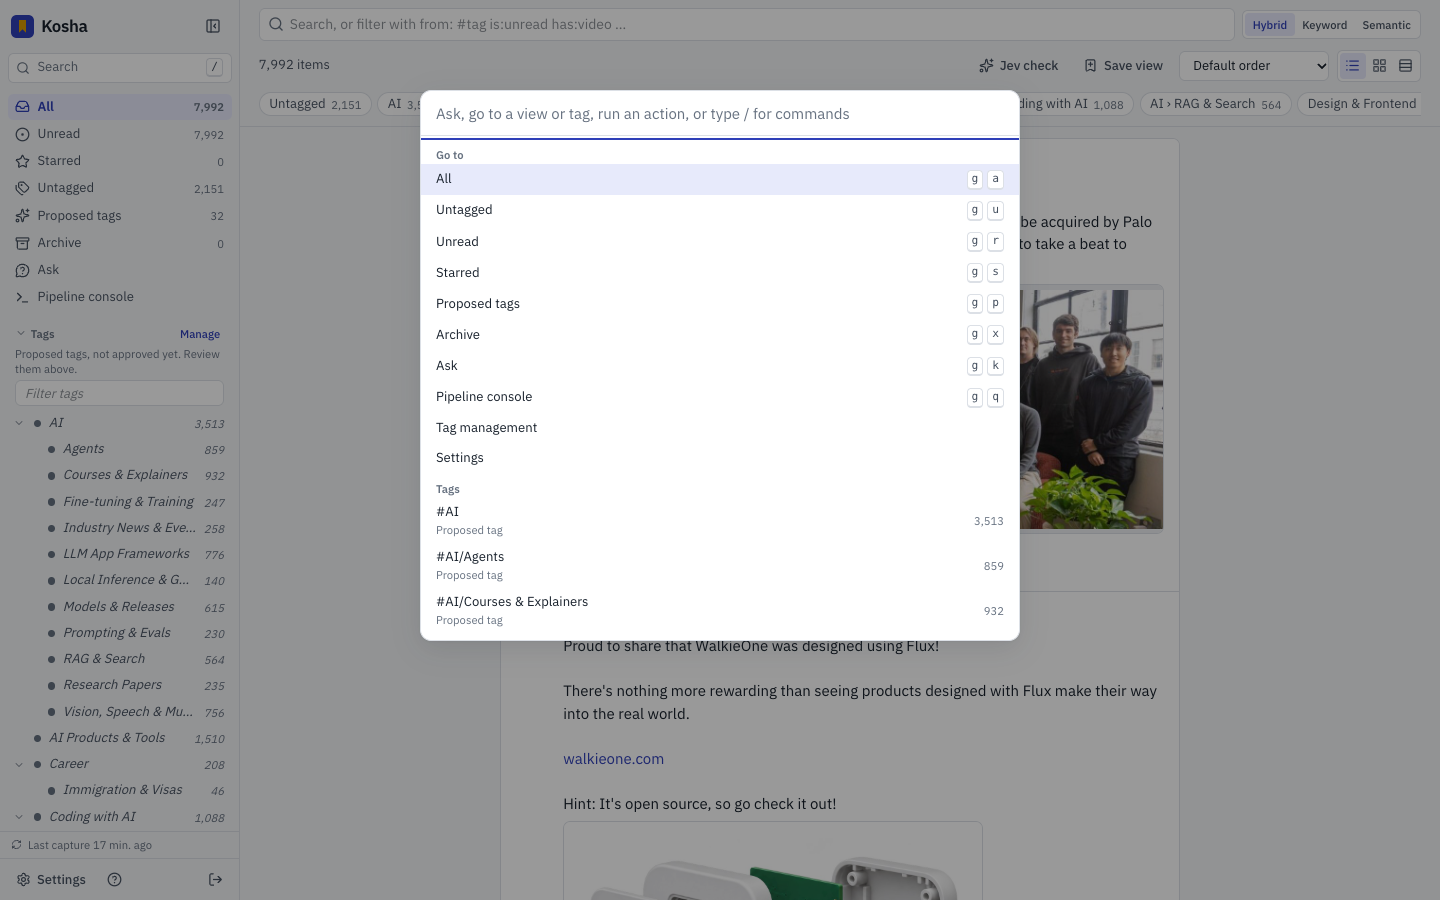 Kosha
Search
/
All 7,992
Unread 7,992
Starred 0
Untagged 2,151
Proposed tags 32
Archive 0
Ask
Pipeline console
Tags Manage
Proposed tags, not approved yet. Review
them above.
Filter tags
AI 3,513
Agents 859
Courses & Explainers 932
Fine-tuning & Training 247
Industry News & Eve... 258
LLM App Frameworks 776
Local Inference & G... 140
Models & Releases 615
Prompting & Evals 230
RAG & Search 564
Research Papers 235
Vision, Speech & Mu... 756
AI Products & Tools 1,510
Career 208
Immigration & Visas 46
Coding with AI 1,088
Last capture 17 min. ago
Settings
Search, or filter with from: #tag is:unread has:video ...
Hybrid Keyword Semantic
7,992 items
Jev check Save view Default order
Untagged 2,151 AI 3,5
ding with AI 1,088 AI › RAG & Search 564 Design & Frontend
Ask, go to a view or tag, run an action, or type / for commands
Go to
All g a
Untagged g u
Unread g r
Starred g s
Proposed tags g p
Archive g x
Ask g k
Pipeline console g q
Tag management
Settings
Tags
#AI
Proposed tag 3,513
#AI/Agents
Proposed tag 859
#AI/Courses & Explainers
Proposed tag 932
be acquired by Palo
to take a beat to
Proud to share that WalkieOne was designed using Flux!
There's nothing more rewarding than seeing products designed with Flux make their way
into the real world.
walkieone.com
Hint: It's open source, so go check it out!